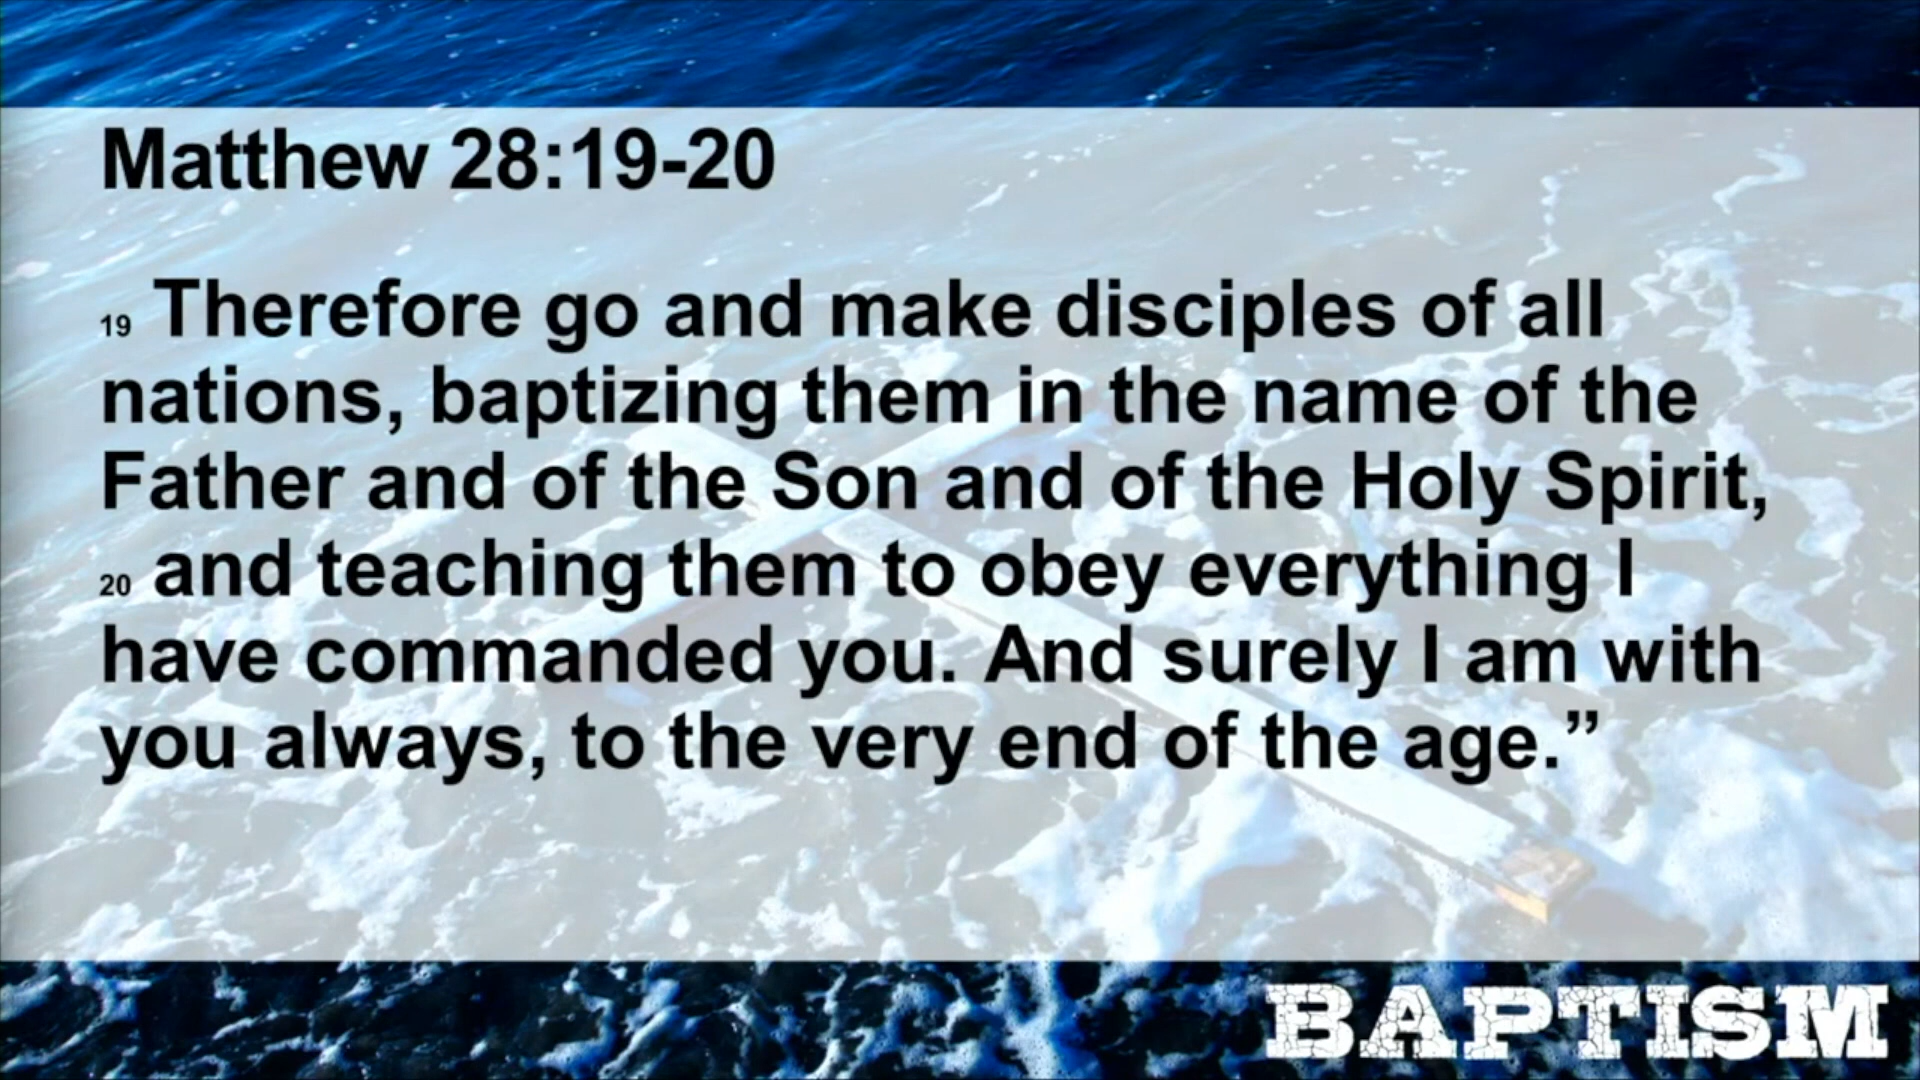 Matthew 28:19-20
19 Therefore go and make disciples of all
nations, baptizing them in the name of the
Father and of the Son and of the Holy Spirit,
20 and teaching them to obey everything I
have commanded you. And surely I am with
you always, to the very end of the age.”
BAPTISM